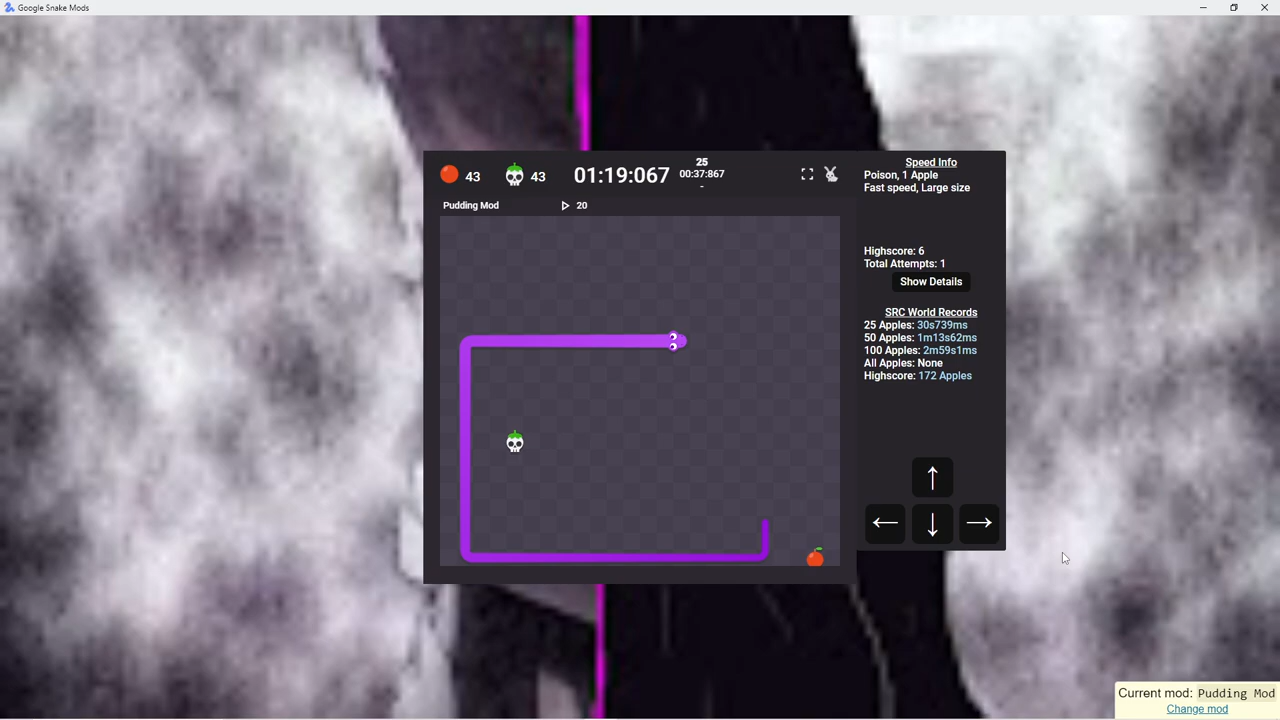 Google Snake Mods
43 43 01:19:067 25
00:37:867
-
Pudding Mod 20
Speed Info
Poison, 1 Apple
Fast speed, Large size
Highscore: 6
Total Attempts: 1
Show Details
SRC World Records
25 Apples: 30s739ms
50 Apples: 1m13s62ms
100 Apples: 2m59s1ms
All Apples: None
Highscore: 172 Apples
Current mod: Pudding Mod
Change mod